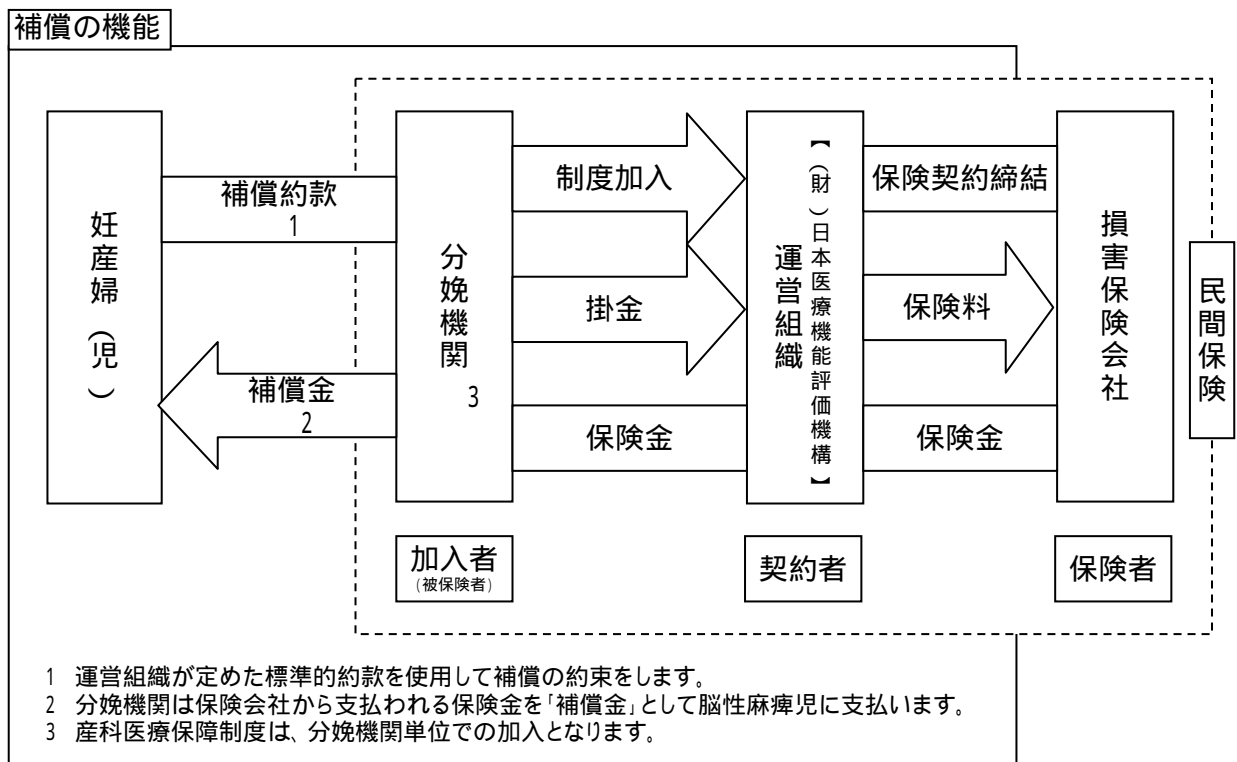 補償の機能
妊産婦(児)
補償約款
1
補償金
2
分娩機関
3
制度加入
掛金
保険金
運営組織
【(財)日本医療機能評価機構】
保険契約締結
保険料
保険金
損害保険会社
民間保険
加入者
(被保険者)
契約者
保険者
1 運営組織が定めた標準的約款を使用して補償の約束をします。
2 分娩機関は保険会社から支払われる保険金を「補償金」として脳性麻痺児に支払います。
3 産科医療保障制度は、分娩機関単位での加入となります。